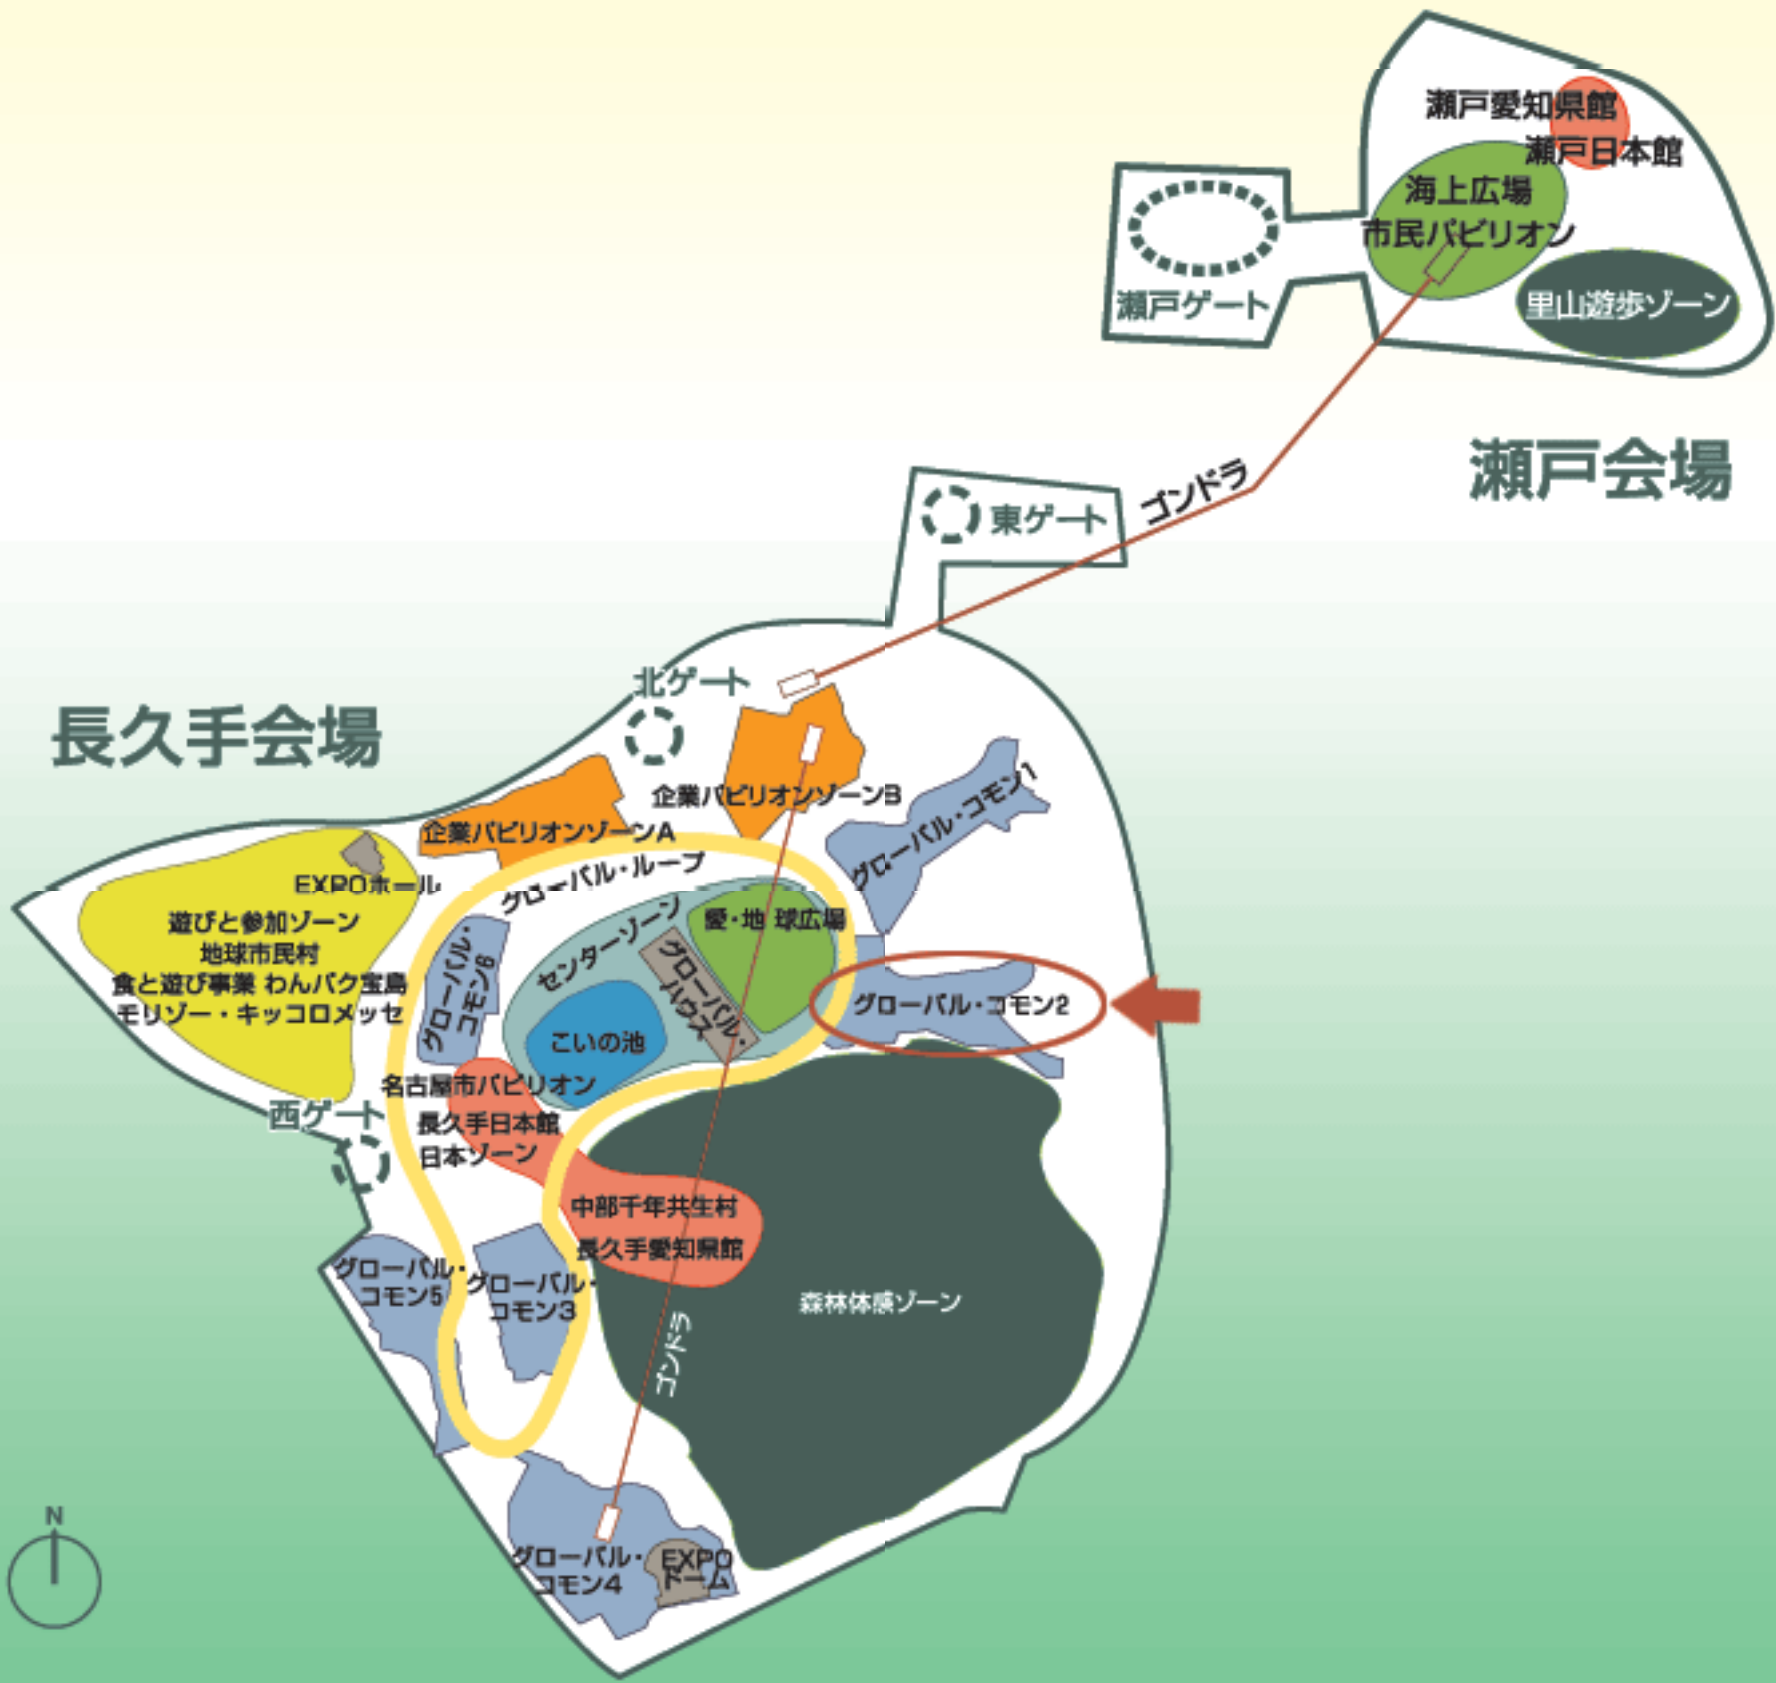 瀬戸愛知県館
瀬戸日本館
海上広場
市民パビリオン
里山遊歩ゾーン
瀬戸ゲート
瀬戸会場
ゴンドラ
東ゲート
北ゲート
長久手会場
企業パビリオンゾーンB
グローバル・コモン1
企業パビリオンゾーンA
グローバル・ループ
EXPOホール
遊びと参加ゾーン
地球市民村
食と遊び事業 わんパク宝島
モリゾー・キッコロメッセ
グローバル・
コモン6
センターゾーン
愛・地 球広場
グローバル・
ハウス
こいの池
グローバル・コモン2
名古屋市パビリオン
長久手日本館
日本ゾーン
西ゲート
中部千年共生村
長久手愛知県館
グローバル・
コモン5
グローバル・
コモン3
森林体感ゾーン
ゴンドラ
グローバル・
コモン4
EXPO
ドーム
N